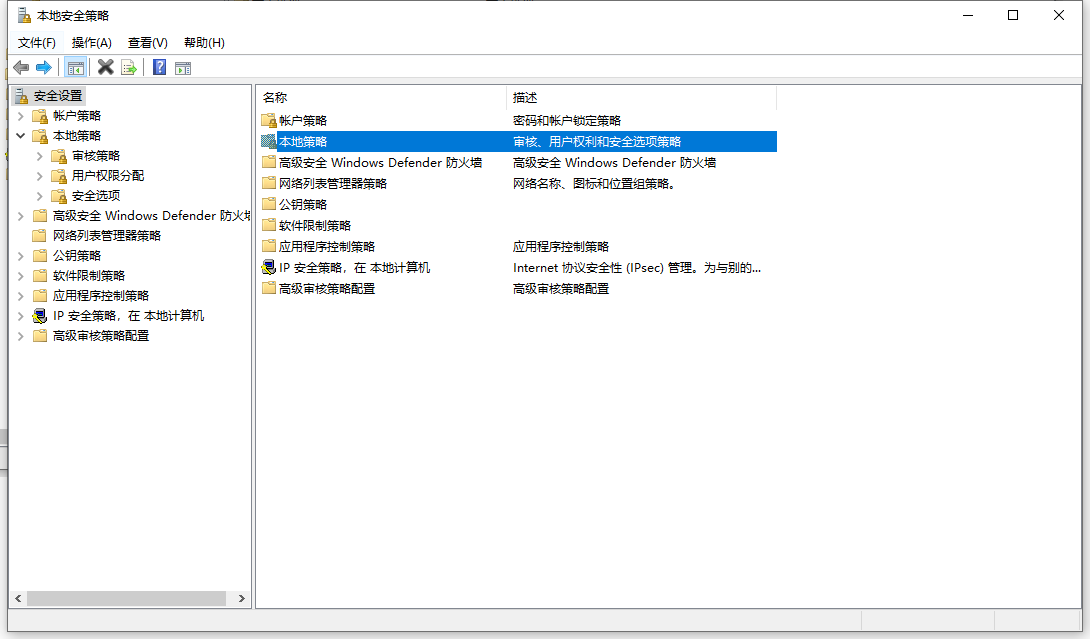 本地安全策略
文件(F) 操作(A) 查看(V) 帮助(H)
安全设置
帐户策略
本地策略
审核策略
用户权限分配
安全选项
高级安全 Windows Defender 防火墙
网络列表管理器策略
公钥策略
软件限制策略
应用程序控制策略
IP 安全策略，在 本地计算机
高级审核策略配置
名称 描述
帐户策略 密码和帐户锁定策略
本地策略 审核、用户权利和安全选项策略
高级安全 Windows Defender 防火墙 高级安全 Windows Defender 防火墙
网络列表管理器策略 网络名称、图标和位置组策略。
公钥策略
软件限制策略
应用程序控制策略 应用程序控制策略
IP 安全策略，在 本地计算机 Internet 协议安全性 (IPsec) 管理。为与别的...
高级审核策略配置 高级审核策略配置